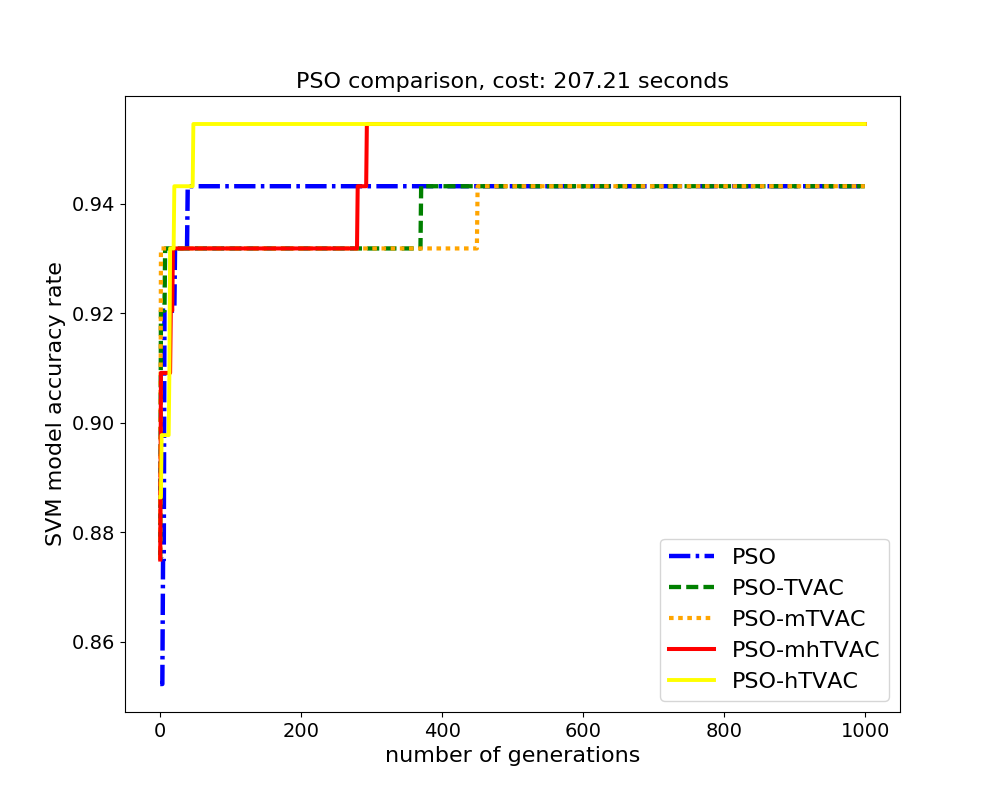 PSO comparison, cost: 207.21 seconds
SVM model accuracy rate
0.94
0.92
0.90
0.88
0.86
0
200
400
600
800
1000
number of generations
PSO
PSO-TVAC
PSO-mTVAC
PSO-mhTVAC
PSO-hTVAC